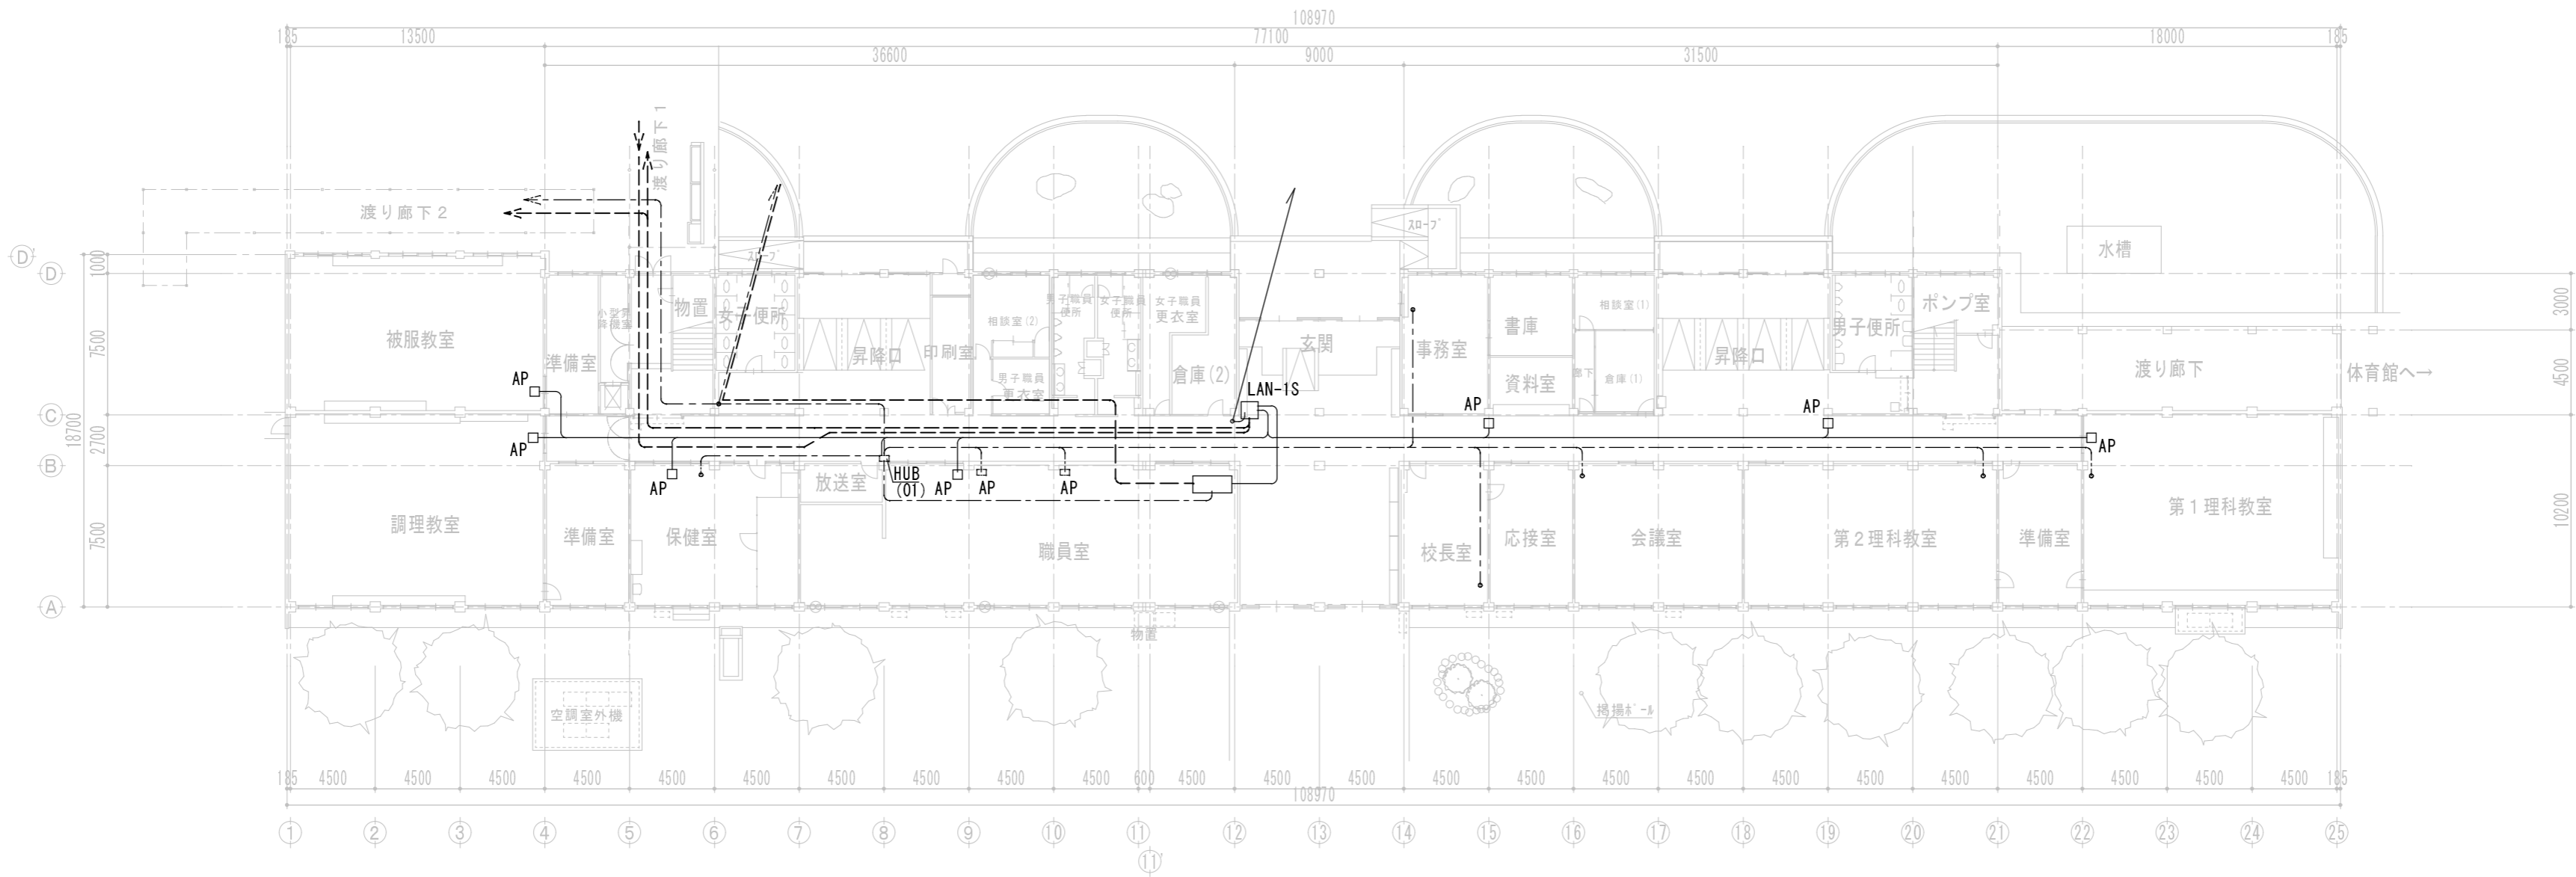 108970
185
13500
77100
18000
185
36600
9000
31500
渡り廊下1
渡り廊下2
スロープ
水槽
D'
D
1000
物置
女子便所
スロープ
相談室(2)
男子職員
便所
女子職員
便所
女子職員
更衣室
書庫
相談室(1)
ポンプ室
3000
被服教室
準備室
昇降口
印刷室
玄関
事務室
昇降口
男子便所
7500
男子職員
更衣室
倉庫(2)
資料室
廊下
倉庫(1)
渡り廊下
体育館へ→
4500
AP
LAN-1S
AP
AP
C
18700
2700
AP
AP
B
AP
HUB
(01)
放送室
AP
AP
AP
調理教室
準備室
保健室
職員室
校長室
応接室
会議室
第2理科教室
準備室
第1理科教室
7500
10200
A
物置
空調室外機
掲揚ポール
185
4500
4500
4500
4500
4500
4500
4500
4500
4500
4500
600
4500
4500
4500
4500
4500
4500
4500
4500
4500
4500
4500
4500
4500
4500
185
108970
1
2
3
4
5
6
7
8
9
10
11
12
13
14
15
16
17
18
19
20
21
22
23
24
25
11'